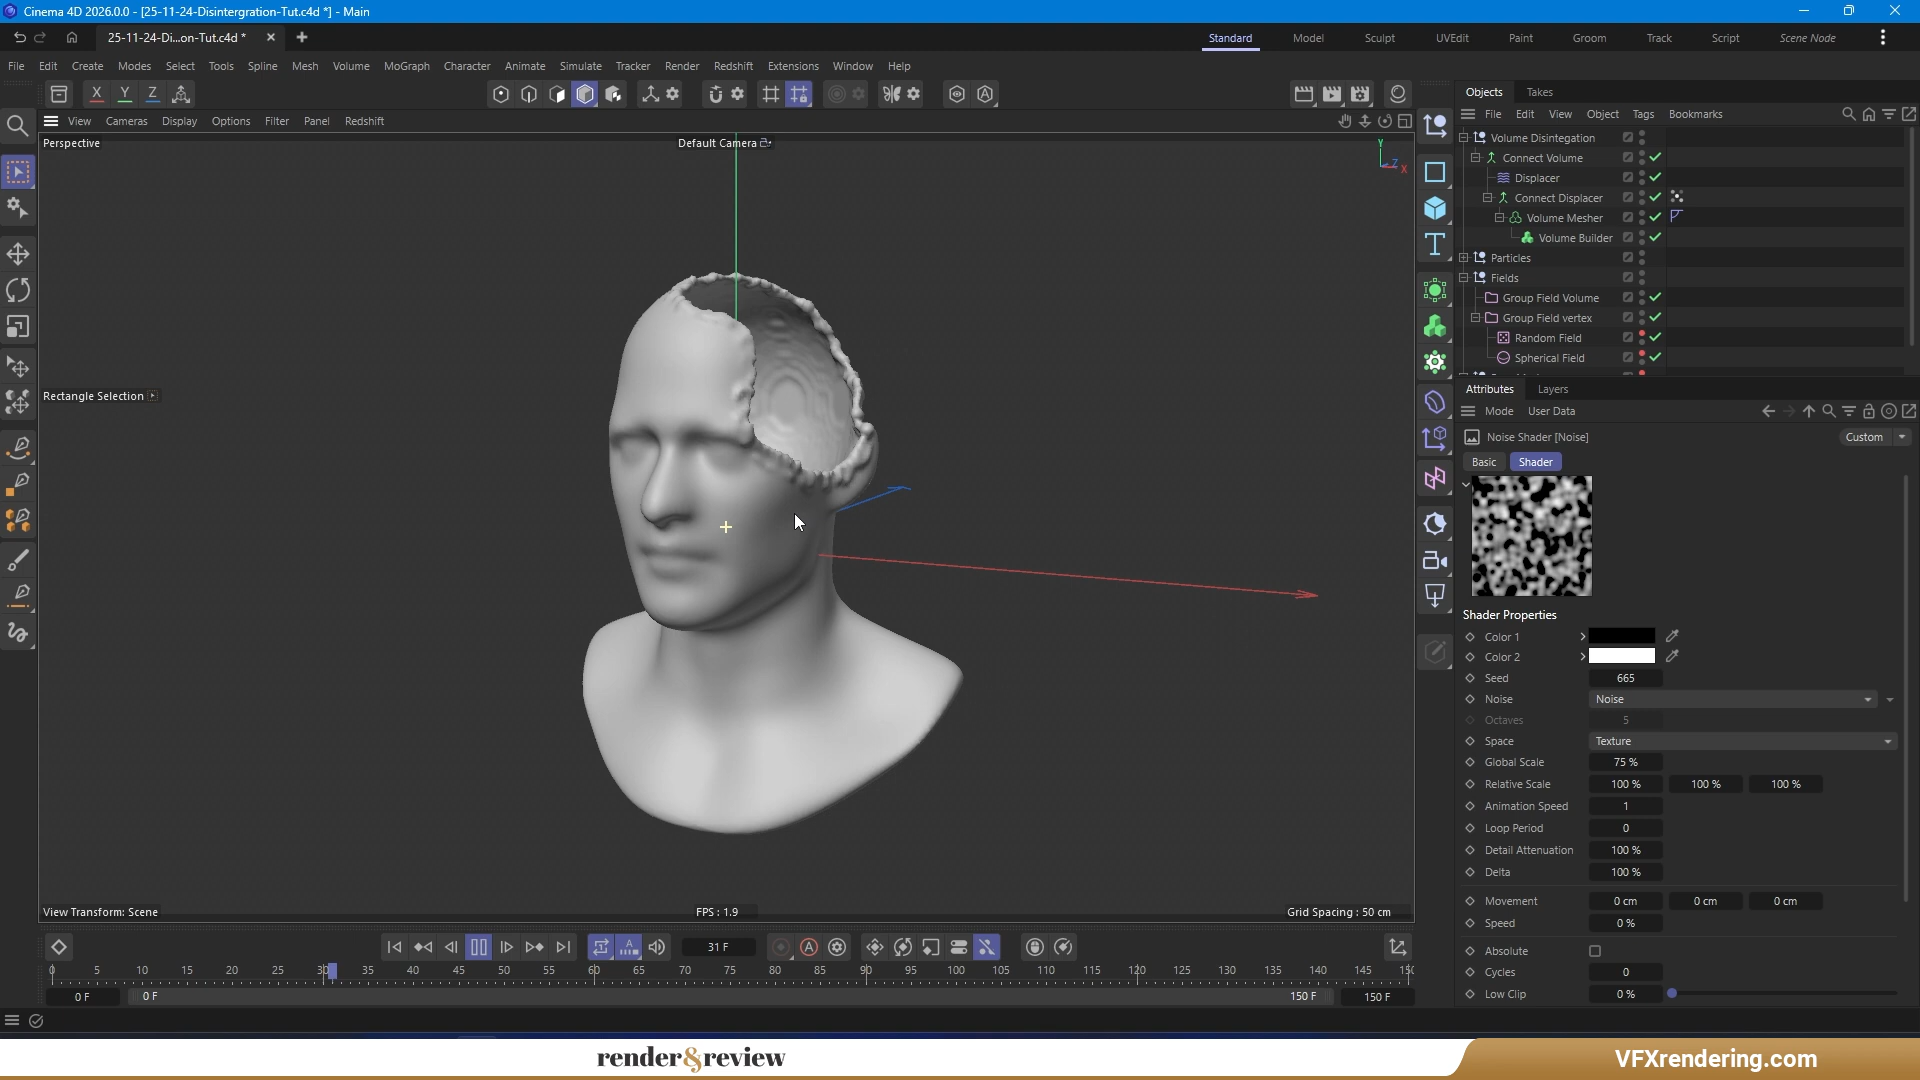 Cinema 4D 2026.0.0 - [25-11-24-Disintergration-Tut.c4d *] - Main
25-11-24-Di...on-Tut.c4d *
Standard
Model
Sculpt
UVEdit
Paint
Groom
Track
Script
Scene Node
File Edit Create Modes Select Tools Spline Mesh Volume MoGraph Character Animate Simulate Tracker Render Redshift Extensions Window Help
X Y Z
View Cameras Display Options Filter Panel Redshift
Perspective
Default Camera
Y
Z
X
Rectangle Selection
View Transform: Scene
FPS : 1.9
Grid Spacing : 50 cm
31 F
0 5 10 15 20 25 30 35 40 45 50 55 60 65 70 75 80 85 90 95 100 105 110 115 120 125 130 135 140 145
0 F
0 F
150 F
150 F
Objects
Takes
File Edit View Object Tags Bookmarks
Volume Disintegation
Connect Volume
Displacer
Connect Displacer
Volume Mesher
Volume Builder
Particles
Fields
Group Field Volume
Group Field vertex
Random Field
Spherical Field
Attributes
Layers
Mode User Data
Noise Shader [Noise]
Custom
Basic
Shader
Shader Properties
Color 1
Color 2
Seed 665
Noise Noise
Octaves 5
Space Texture
Global Scale 75 %
Relative Scale 100 % 100 % 100 %
Animation Speed 1
Loop Period 0
Detail Attenuation 100 %
Delta 100 %
Movement 0 cm 0 cm 0 cm
Speed 0 %
Absolute
Cycles 0
Low Clip 0 %
render&review
VFXrendering.com